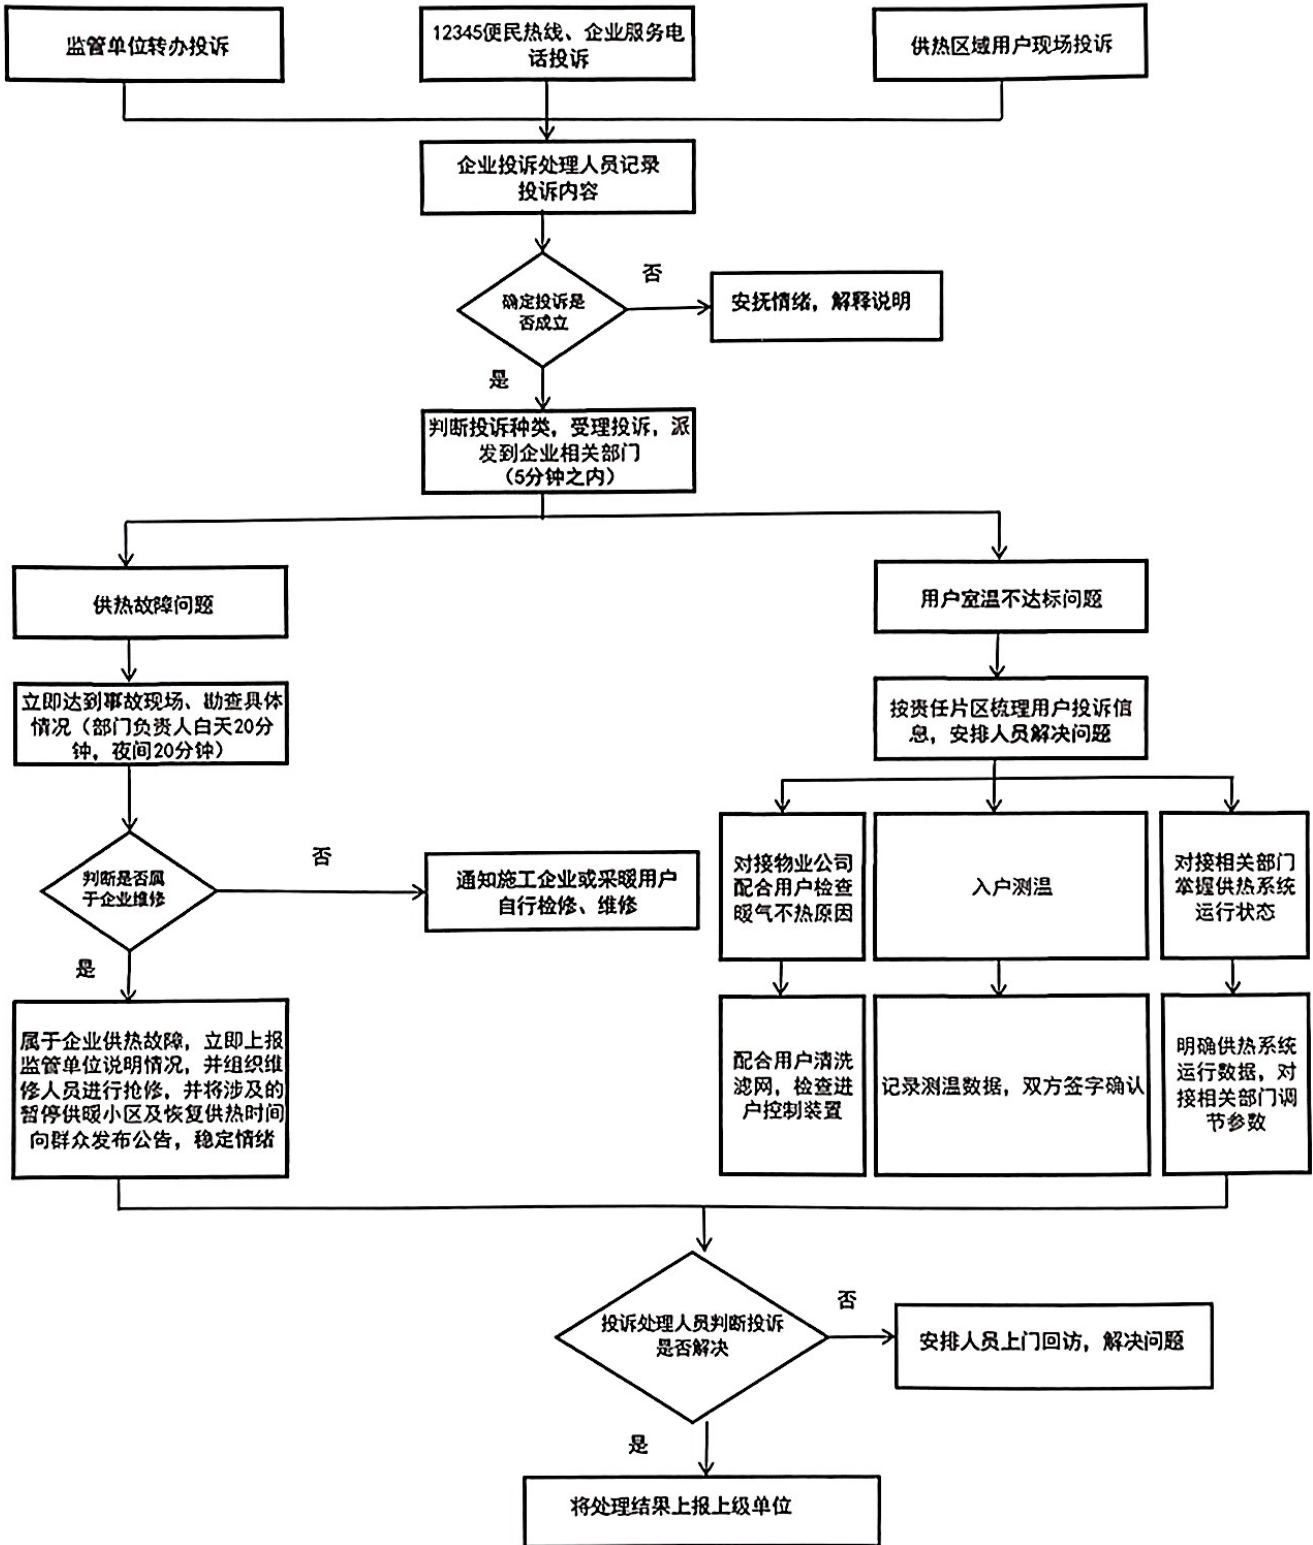 监管单位转办投诉
12345便民热线、企业服务电
话投诉
供热区域用户现场投诉
企业投诉处理人员记录
投诉内容
确定投诉是
否成立
否
安抚情绪，解释说明
是
判断投诉种类，受理投诉，派
发到企业相关部门
（5分钟之内）
供热故障问题
用户室温不达标问题
立即达到事故现场、勘查具体
情况（部门负责人白天20分
钟，夜间20分钟）
按责任片区梳理用户投诉信
息，安排人员解决问题
判断是否属
于企业维修
否
通知施工企业或采暖用户
自行检修、维修
是
对接物业公司
配合用户检查
暖气不热原因
入户测温
对接相关部门
掌握供热系统
运行状态
属于企业供热故障，立即上报
监管单位说明情况，并组织维
修人员进行抢修，并将涉及的
暂停供暖小区及恢复供热时间
向群众发布公告，稳定情绪
配合用户清洗
滤网，检查进
户控制装置
记录测温数据，双方签字确认
明确供热系统
运行数据，对
接相关部门调
节参数
投诉处理人员判断投诉
是否解决
否
安排人员上门回访，解决问题
是
将处理结果上报上级单位